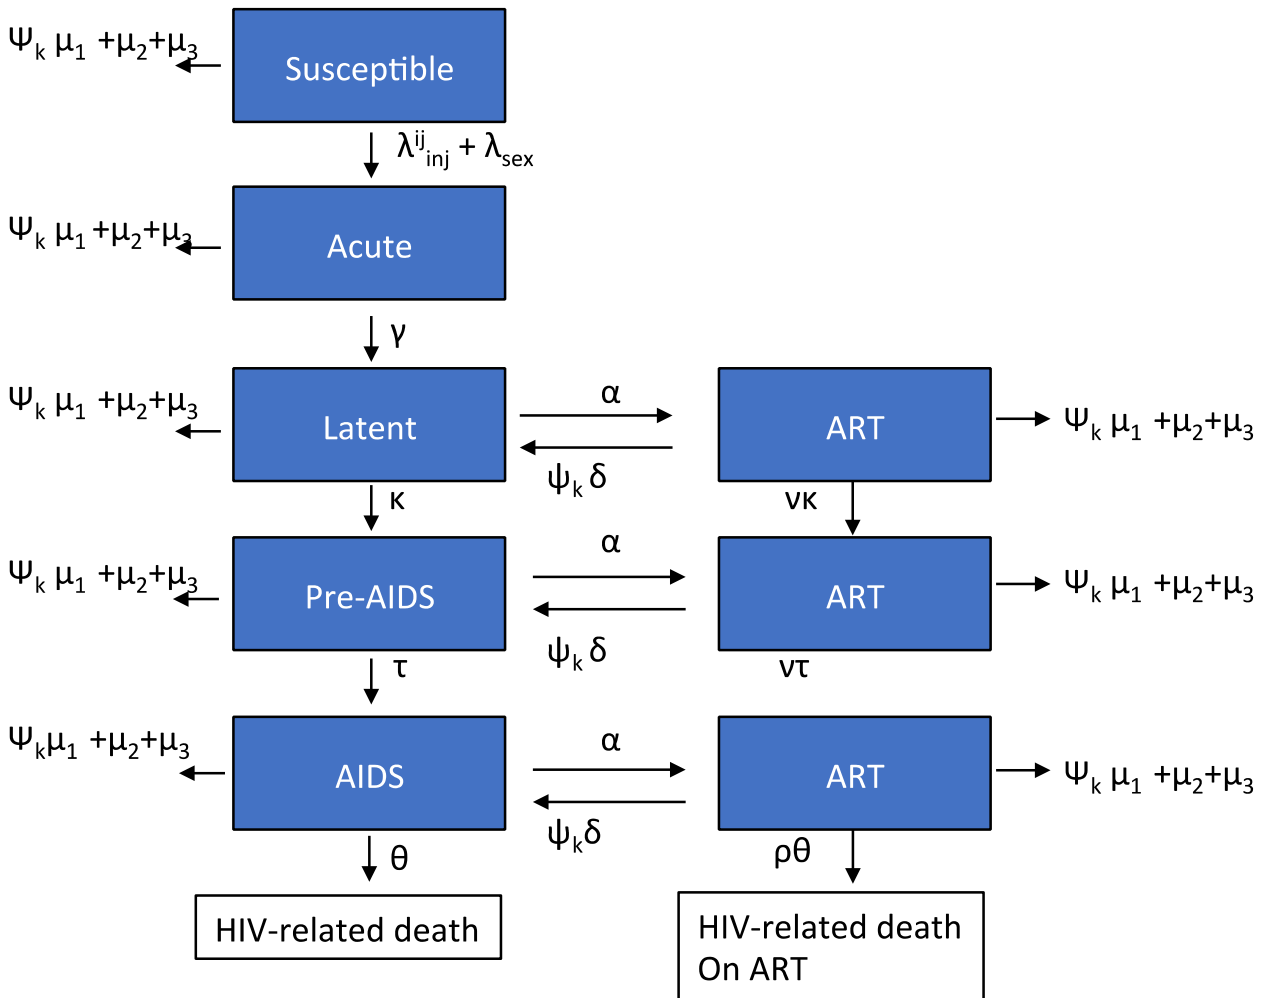 Ψₖ μ₁ +μ₂+μ₃
Susceptible
λⁱʲᵢₙⱼ + λₛₑₓ
Ψₖ μ₁ +μ₂+μ₃
Acute
γ
Ψₖ μ₁ +μ₂+μ₃
Latent
α
ψₖ δ
ART
Ψₖ μ₁ +μ₂+μ₃
κ
νκ
Ψₖ μ₁ +μ₂+μ₃
Pre-AIDS
α
ψₖ δ
ART
Ψₖ μ₁ +μ₂+μ₃
τ
ντ
Ψₖμ₁ +μ₂+μ₃
AIDS
α
ψₖδ
ART
Ψₖ μ₁ +μ₂+μ₃
θ
ρθ
HIV-related death
HIV-related death
On ART